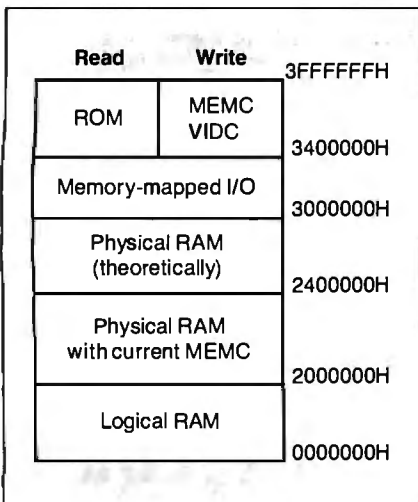 Read Write
3FFFFFFH
ROM MEMC
VIDC
3400000H
Memory-mapped I/O
3000000H
Physical RAM
(theoretically)
2400000H
Physical RAM
with current MEMC
2000000H
Logical RAM
0000000H